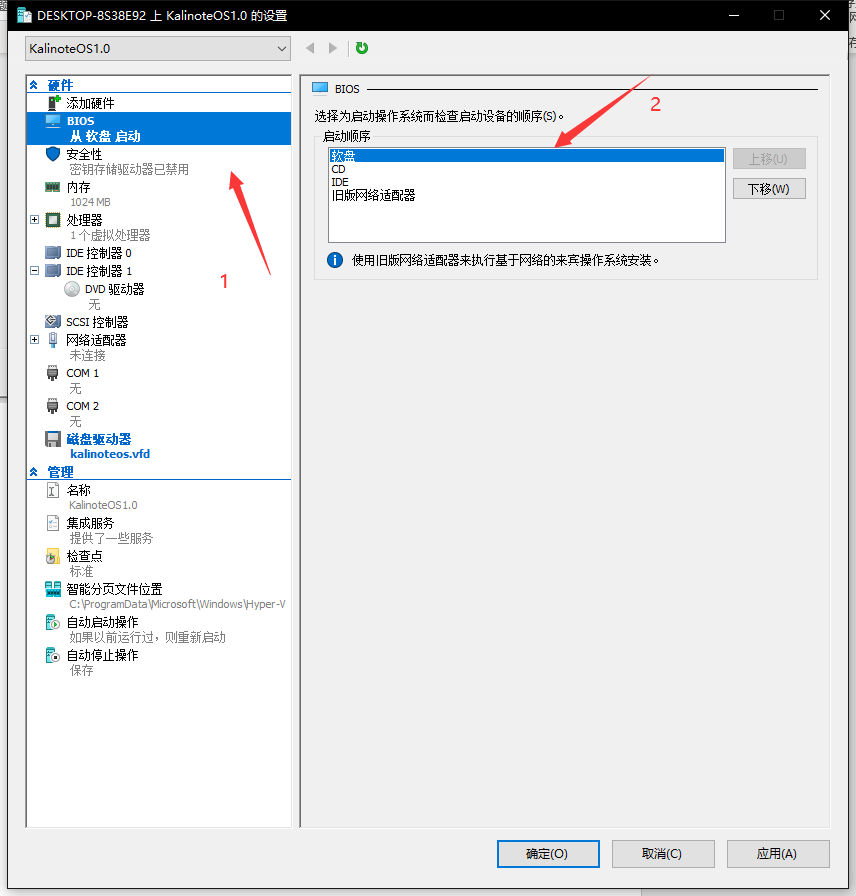 DESKTOP-8S38E92 上 KalinoteOS1.0 的设置
KalinoteOS1.0
硬件
添加硬件
BIOS
从 软盘 启动
安全性
密钥存储驱动器已禁用
内存
1024 MB
处理器
1 个虚拟处理器
IDE 控制器 0
IDE 控制器 1
DVD 驱动器
无
SCSI 控制器
网络适配器
未连接
COM 1
无
COM 2
无
磁盘驱动器
kalinoteos.vfd
管理
名称
KalinoteOS1.0
集成服务
提供了一些服务
检查点
标准
智能分页文件位置
C:\ProgramData\Microsoft\Windows\Hyper-V
自动启动操作
如果以前运行过，则重新启动
自动停止操作
保存
1
BIOS
2
选择为启动操作系统而检查启动设备的顺序(S)。
启动顺序
软盘
CD
IDE
旧版网络适配器
上移(U)
下移(W)
使用旧版网络适配器来执行基于网络的来宾操作系统安装。
确定(O)
取消(C)
应用(A)